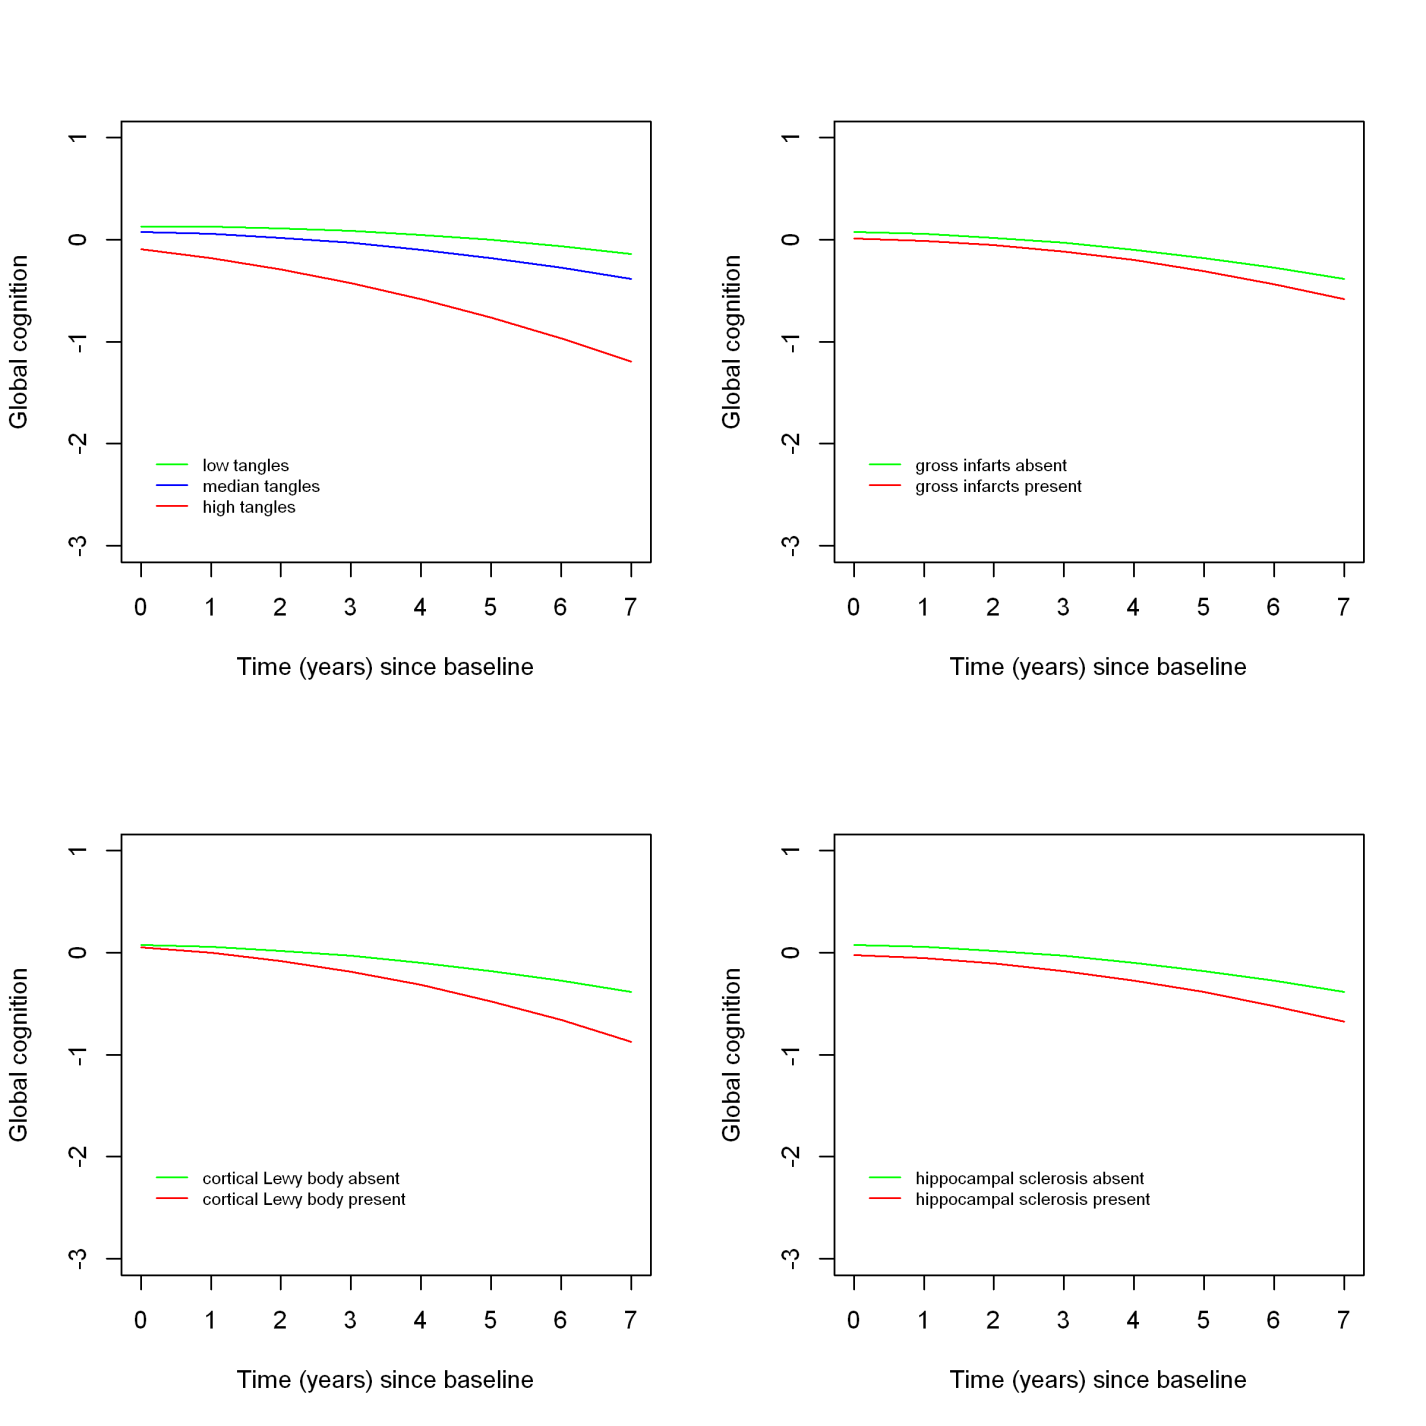 Global cognition
1
0
-1
-2
-3
low tangles
median tangles
high tangles
0 1 2 3 4 5 6 7
Time (years) since baseline
Global cognition
1
0
-1
-2
-3
gross infarts absent
gross infarcts present
0 1 2 3 4 5 6 7
Time (years) since baseline
Global cognition
1
0
-1
-2
-3
cortical Lewy body absent
cortical Lewy body present
0 1 2 3 4 5 6 7
Time (years) since baseline
Global cognition
1
0
-1
-2
-3
hippocampal sclerosis absent
hippocampal sclerosis present
0 1 2 3 4 5 6 7
Time (years) since baseline